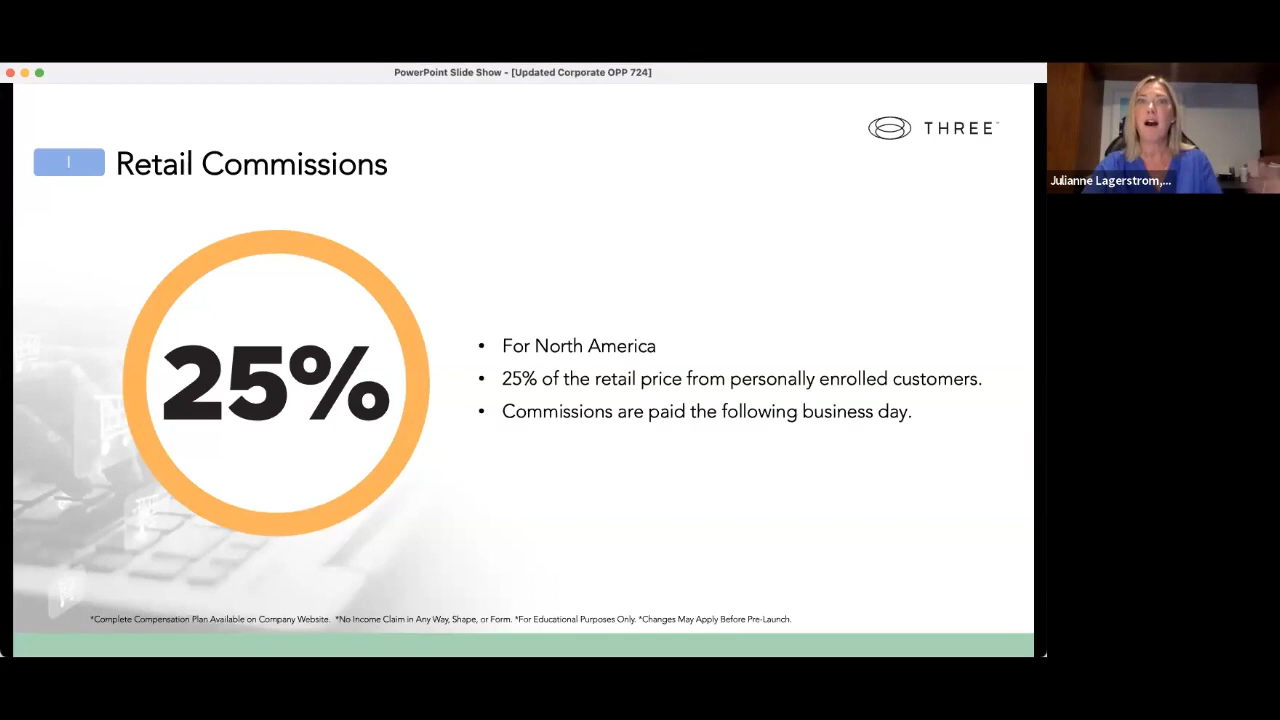 PowerPoint Slide Show - [Updated Corporate OPP 724]
THREE™
I
Retail Commissions
25%
• For North America
• 25% of the retail price from personally enrolled customers.
• Commissions are paid the following business day.
*Complete Compensation Plan Available on Company Website. *No Income Claim in Any Way, Shape, or Form. *For Educational Purposes Only. *Changes May Apply Before Pre-Launch.
Julianne Lagerstrom,...